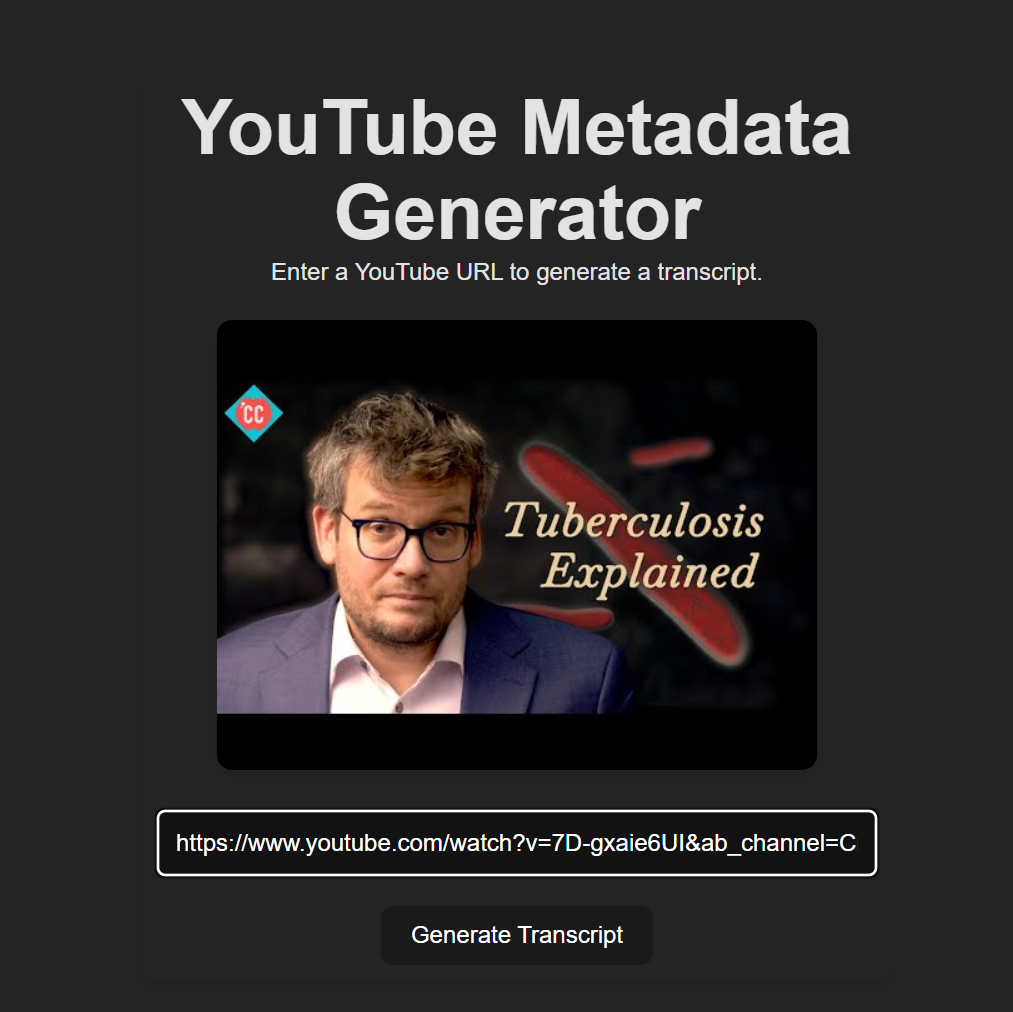 YouTube Metadata
Generator
Enter a YouTube URL to generate a transcript.
CC
Tuberculosis
Explained
https://www.youtube.com/watch?v=7D-gxaie6UI&ab_channel=C
Generate Transcript